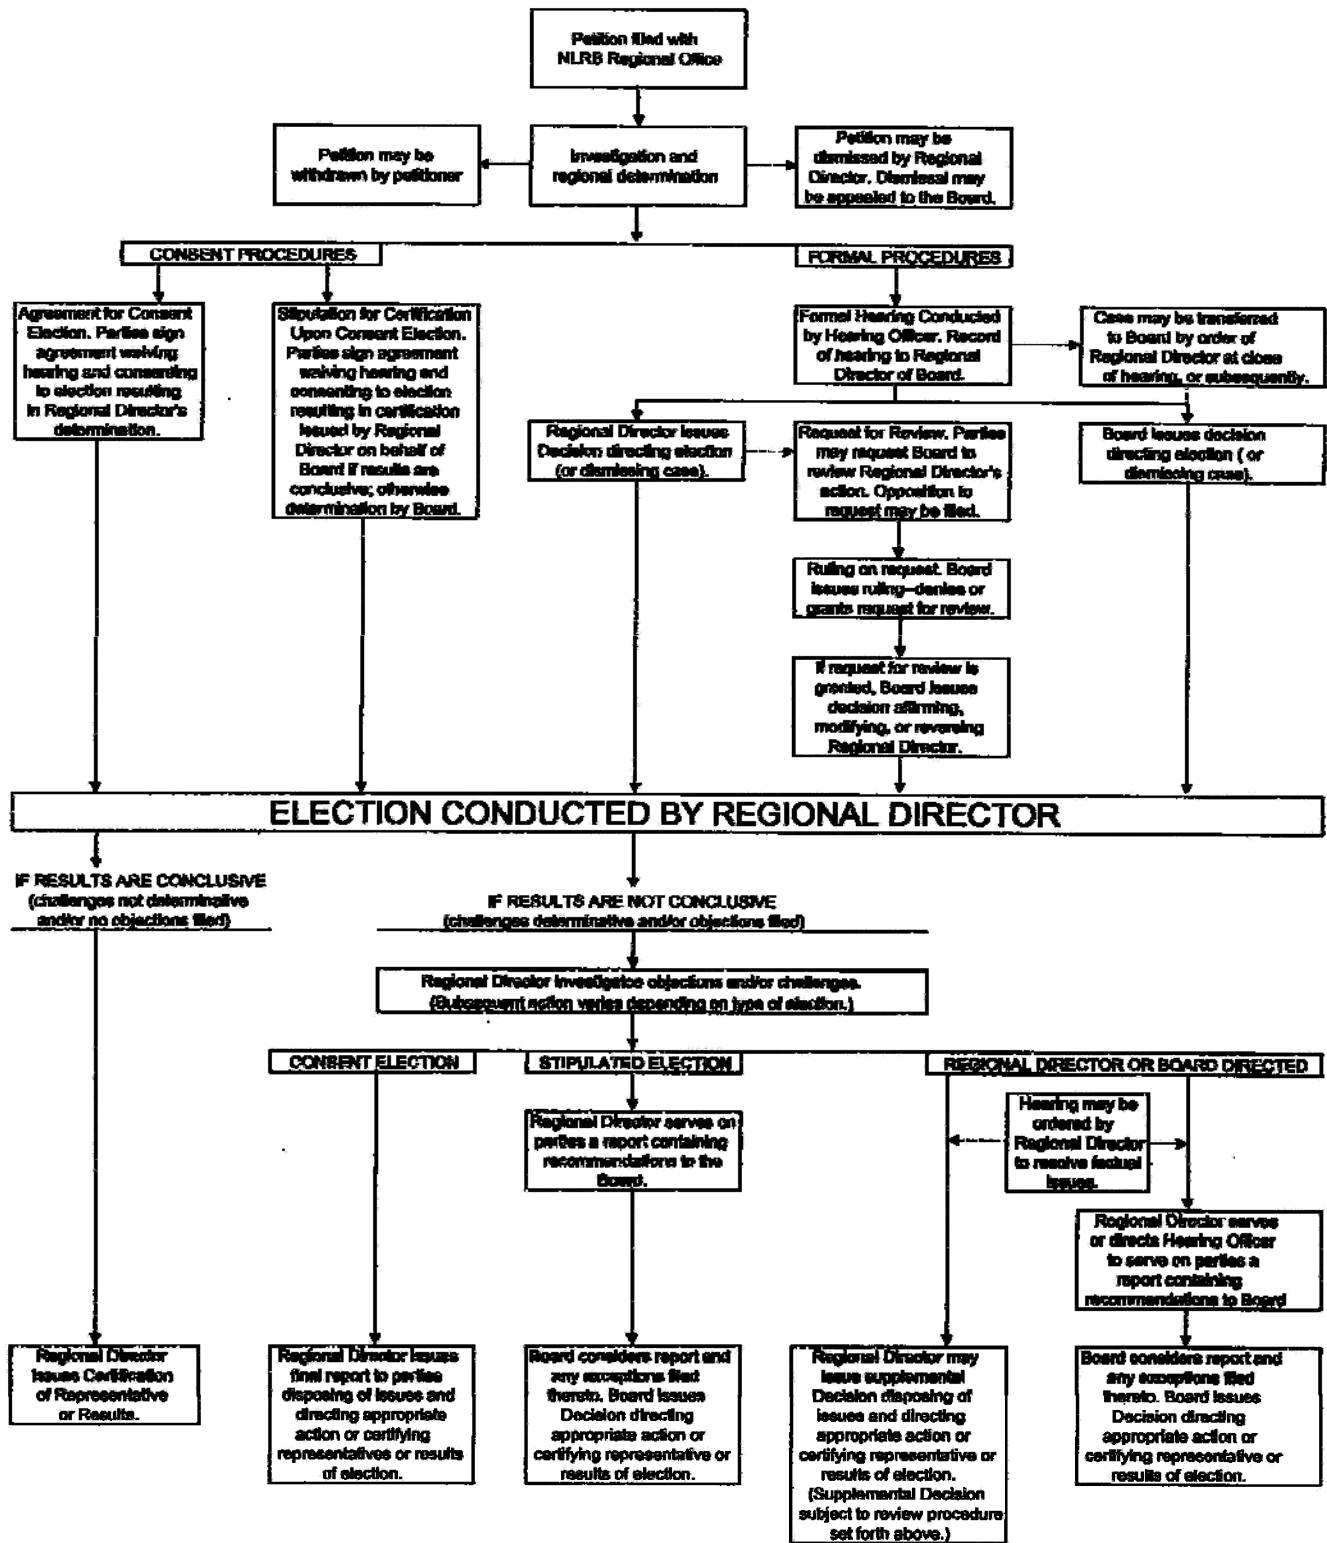 Petition filed with
NLRB Regional Office
Petition may be
withdrawn by petitioner
Investigation and
regional determination
Petition may be
dismissed by Regional
Director. Dismissal may
be appealed to the Board.
CONSENT PROCEDURES
FORMAL PROCEDURES
Agreement for Consent
Election. Parties sign
agreement waiving
hearing and consenting
to election resulting
in Regional Director's
determination.
Stipulation for Certification
Upon Consent Election.
Parties sign agreement
waiving hearing and
consenting to election
resulting in certification
issued by Regional
Director on behalf of
Board if results are
conclusive; otherwise
determination by Board.
Formal Hearing Conducted
by Hearing Officer. Record
of hearing to Regional
Director of Board.
Case may be transferred
to Board by order of
Regional Director at close
of hearing, or subsequently.
Regional Director issues
Decision directing election
(or dismissing case).
Request for Review. Parties
may request Board to
review Regional Director's
action. Opposition to
request may be filed.
Board issues decision
directing election ( or
dismissing case).
Ruling on request. Board
issues ruling–denies or
grants request for review.
If request for review is
granted, Board issues
decision affirming,
modifying, or reversing
Regional Director.
ELECTION CONDUCTED BY REGIONAL DIRECTOR
IF RESULTS ARE CONCLUSIVE
(challenges not determinative
and/or no objections filed)
IF RESULTS ARE NOT CONCLUSIVE
(challenges determinative and/or objections filed)
Regional Director investigates objections and/or challenges.
(Subsequent action varies depending on type of election.)
CONSENT ELECTION
STIPULATED ELECTION
REGIONAL DIRECTOR OR BOARD DIRECTED
Regional Director serves on
parties a report containing
recommendations to the
Board.
Hearing may be
ordered by
Regional Director
to resolve factual
issues.
Regional Director serves
or directs Hearing Officer
to serve on parties a
report containing
recommendations to Board
Regional Director
Issues Certification
of Representative
or Results.
Regional Director issues
final report to parties
disposing of issues and
directing appropriate
action or certifying
representatives or results
of election.
Board considers report and
any exceptions filed
thereto. Board issues
Decision directing
appropriate action or
certifying representative or
results of election.
Regional Director may
issue supplemental
Decision disposing of
issues and directing
appropriate action or
certifying representative or
results of election.
(Supplemental Decision
subject to review procedure
set forth above.)
Board considers report and
any exceptions filed
thereto. Board issues
Decision directing
appropriate action or
certifying representative or
results of election.